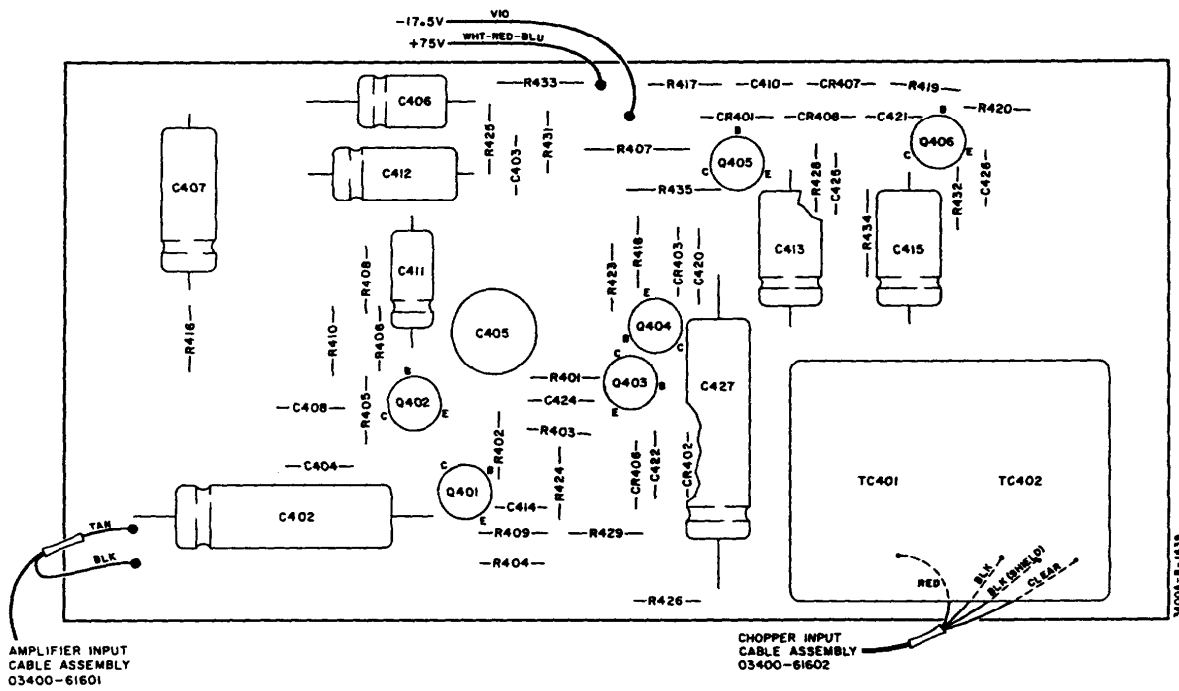 -17.5V VIO
+75V WHT-RED-BLU
R433 R417 C410 CR407 R419
C406 R420
CR401 CR408 C421
B
B
R425 C403 R431
R407 Q405 Q406
C E C E
C407 C412 R435 R428 C425 R432 C426
R434
C411 R408 R423 R418 CR403 C420 C413 C415
E
R416 R410 R406 C405 Q404
B C
C
B R401 Q403 B C427
C408 R405 C Q402 E C424 E
R403
R402 R424 CR406 C422 CR402
C404 C B
Q401
TC401 TC402
C402 E C414
R409 R429
R404
TAN
BLK
R426
RED BLK BLK (SHIELD) CLEAR
3400A-B-1439
AMPLIFIER INPUT
CABLE ASSEMBLY
03400-61601
CHOPPER INPUT
CABLE ASSEMBLY
03400-61602